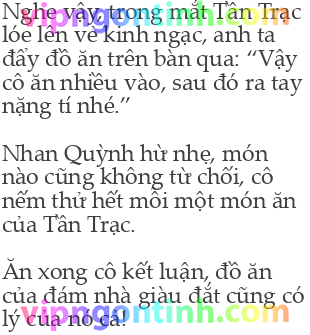 Nghe vậy, trong mắt Tần Trạc
lóe lên vẻ kinh ngạc, anh ta
đẩy đồ ăn trên bàn qua: “Vậy
cô ăn nhiều vào, sau đó ra tay
nặng tí nhé.”
Nhan Quỳnh hừ nhẹ, món
nào cũng không từ chối, cô
nếm thử hết mỗi một món ăn
của Tần Trạc.
Ăn xong cô kết luận, đồ ăn
của đám nhà giàu đắt cũng có
lý của nó cả!
vipngontinh.com
vipngontinh.com